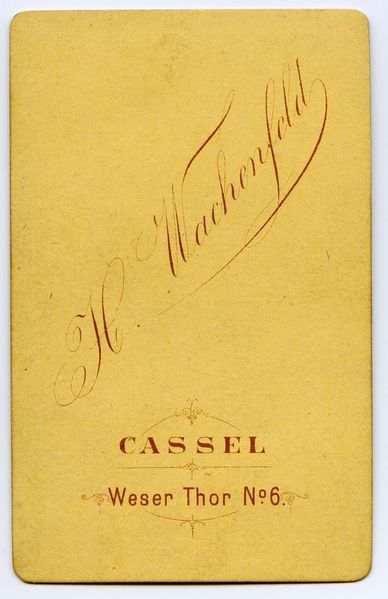 H Wachenfeld
CASSEL
Weser Thor No6.